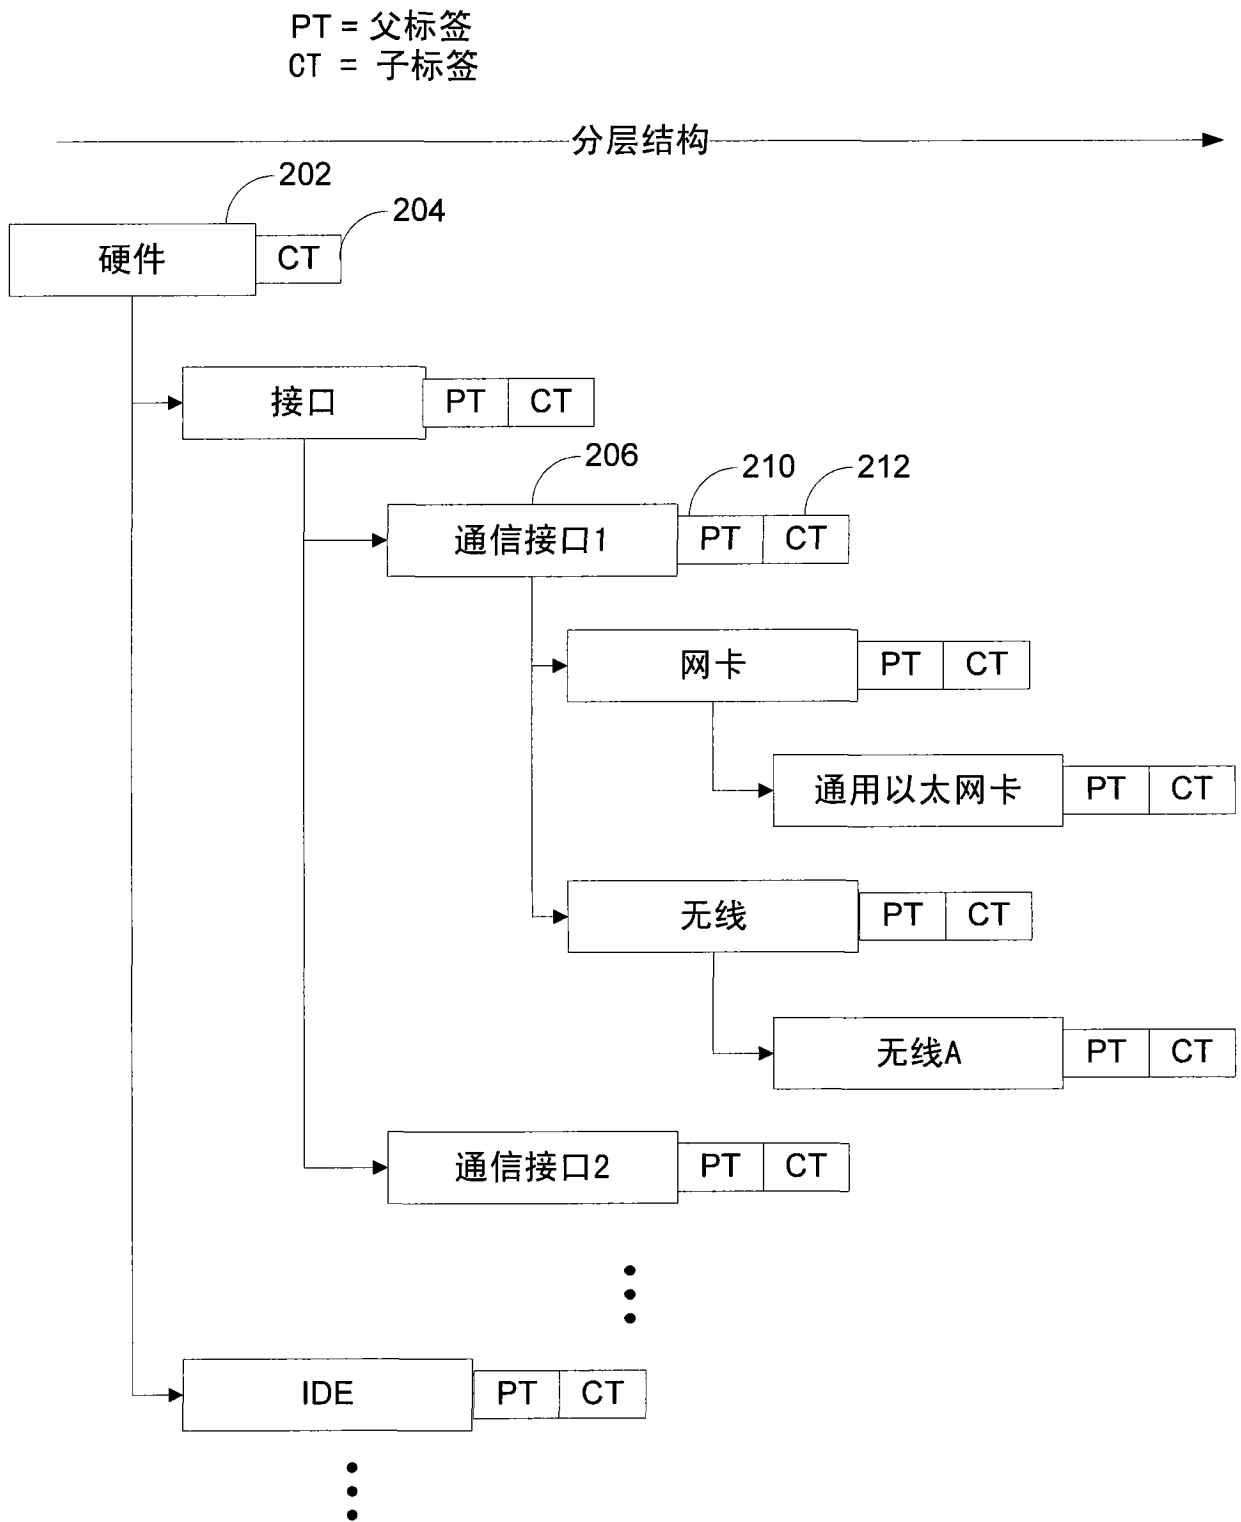 PT = 父标签
CT = 子标签
分层结构
202
204
硬件 CT
接口 PT CT
206 210 212
通信接口1 PT CT
网卡 PT CT
通用以太网卡 PT CT
无线 PT CT
无线A PT CT
通信接口2 PT CT
IDE PT CT